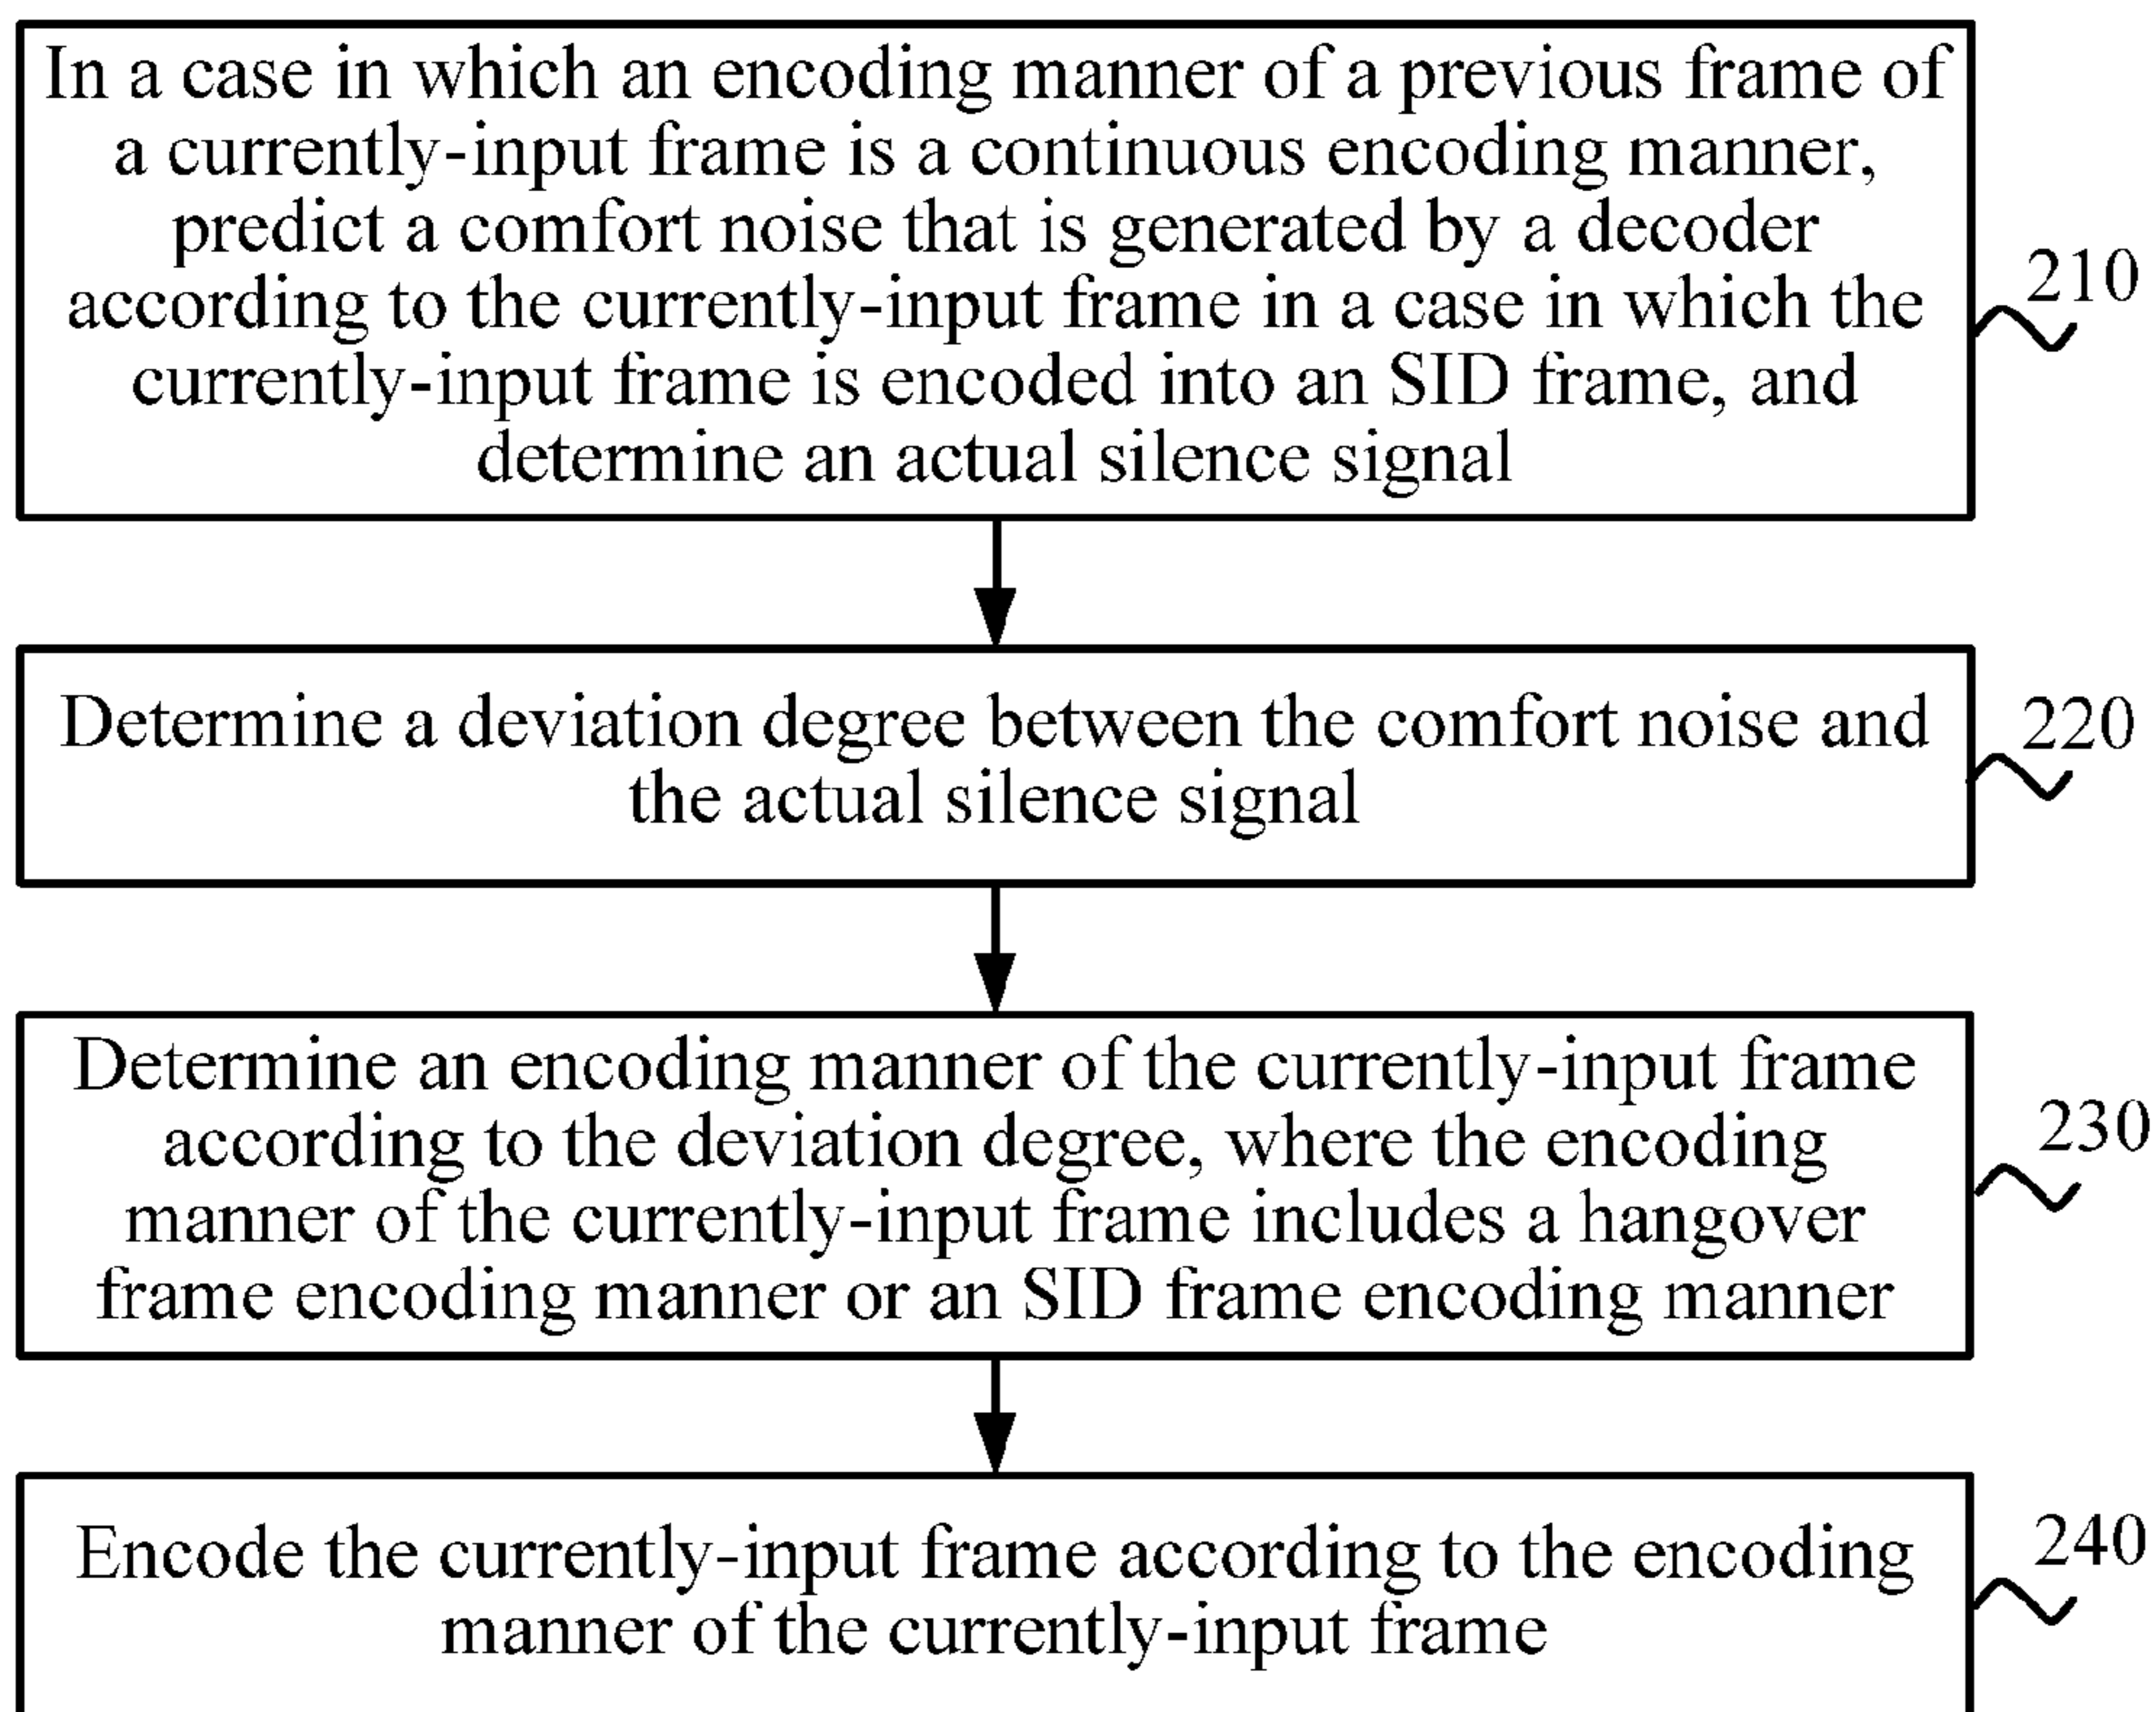 In a case in which an encoding manner of a previous frame of
a currently-input frame is a continuous encoding manner,
predict a comfort noise that is generated by a decoder
according to the currently-input frame in a case in which the
currently-input frame is encoded into an SID frame, and
determine an actual silence signal
210
Determine a deviation degree between the comfort noise and
the actual silence signal
220
Determine an encoding manner of the currently-input frame
according to the deviation degree, where the encoding
manner of the currently-input frame includes a hangover
frame encoding manner or an SID frame encoding manner
230
Encode the currently-input frame according to the encoding
manner of the currently-input frame
240